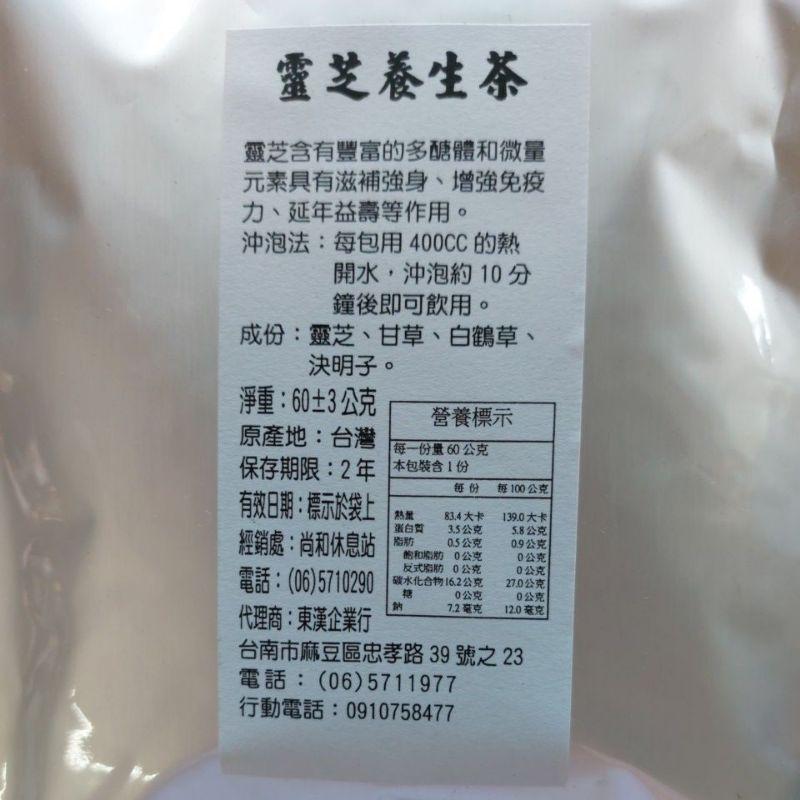 靈芝養生茶
靈芝含有豐富的多醣體和微量
元素具有滋補強身、增強免疫
力、延年益壽等作用。
沖泡法：每包用 400CC 的熱
開水，沖泡約 10 分
鐘後即可飲用。
成份：靈芝、甘草、白鶴草、
決明子。
淨重：60±3 公克
原產地：台灣
保存期限：2 年
有效日期：標示於袋上
經銷處：尚和休息站
電話：(06)5710290
代理商：東漢企業行
台南市麻豆區忠孝路 39 號之 23
電話：(06)5711977
行動電話：0910758477
營養標示
每一份量 60 公克
本包裝含 1 份
每份 每 100 公克
熱量 83.4 大卡 139.0 大卡
蛋白質 3.5 公克 5.8 公克
脂肪 0.5 公克 0.9 公克
飽和脂肪 0 公克 0 公克
反式脂肪 0 公克 0 公克
碳水化合物 16.2 公克 27.0 公克
糖 0 公克 0 公克
鈉 7.2 毫克 12.0 毫克